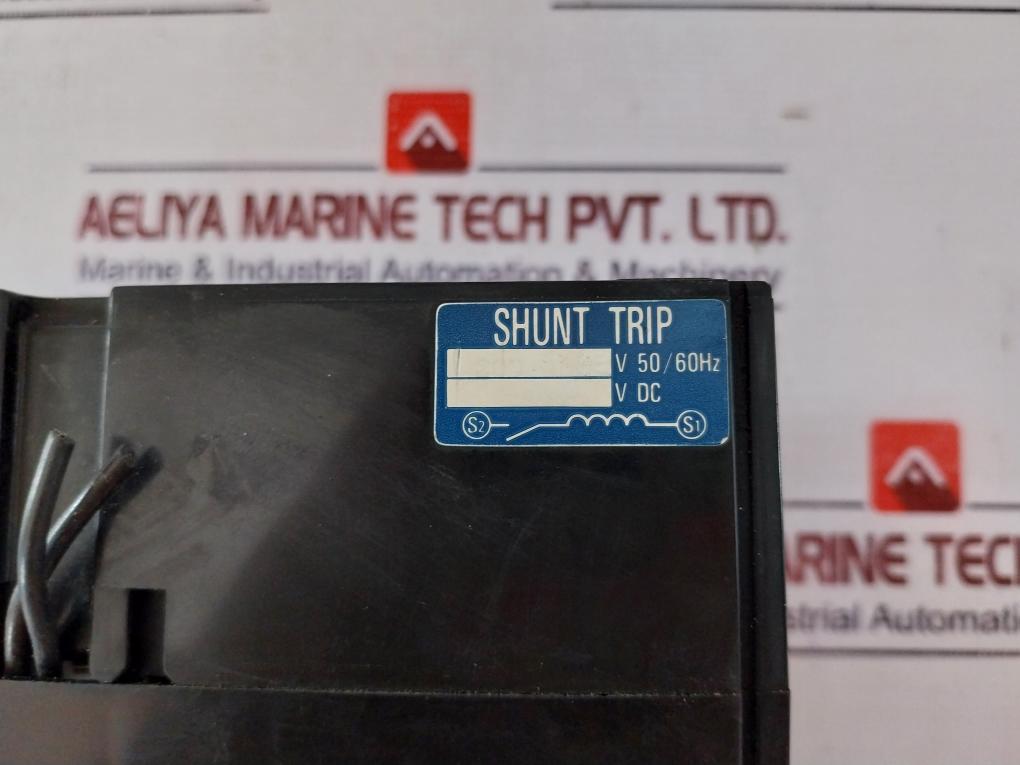 AELIYA MARINE TECH PVT. LTD.
Marine & Industrial Automation & Machinery
SHUNT TRIP
V 50/60Hz
V DC
S2 S1
ARINE TECH
strial Automati